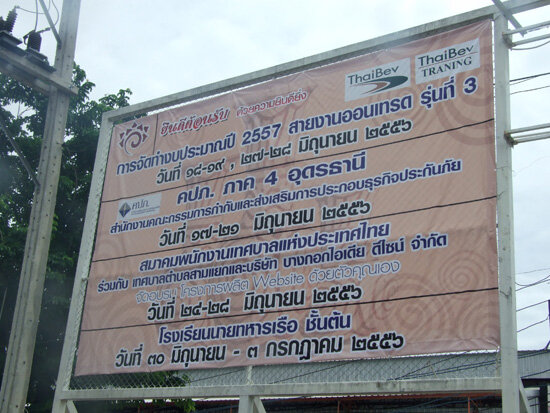 ยินดีต้อนรับ ด้วยความยินดียิ่ง
ThaiBev
ThaiBev
TRANING
การจัดทำงบประมาณปี 2557 สายงานออนเทรด รุ่นที่ 3
วันที่ ๑๘-๑๙ , ๒๗-๒๘ มิถุนายน ๒๕๕๖
คปภ. ภาค 4 อุดรธานี
คปภ.
สำนักงานคณะกรรมการกำกับและส่งเสริมการประกอบธุรกิจประกันภัย
วันที่ ๑๗-๒๑ มิถุนายน ๒๕๕๖
สมาคมพนักงานเทศบาลแห่งประเทศไทย
ร่วมกับ เทศบาลตำบลสามแยกและบริษัท บางกอกไอเดีย ดีไซน์ จำกัด
จัดอบรม โครงการผลิต Website ด้วยตัวคุณเอง
วันที่ ๒๔-๒๘ มิถุนายน ๒๕๕๖
โรงเรียนนายทหารเรือ ชั้นต้น
วันที่ ๓๐ มิถุนายน - ๓ กรกฎาคม ๒๕๕๖